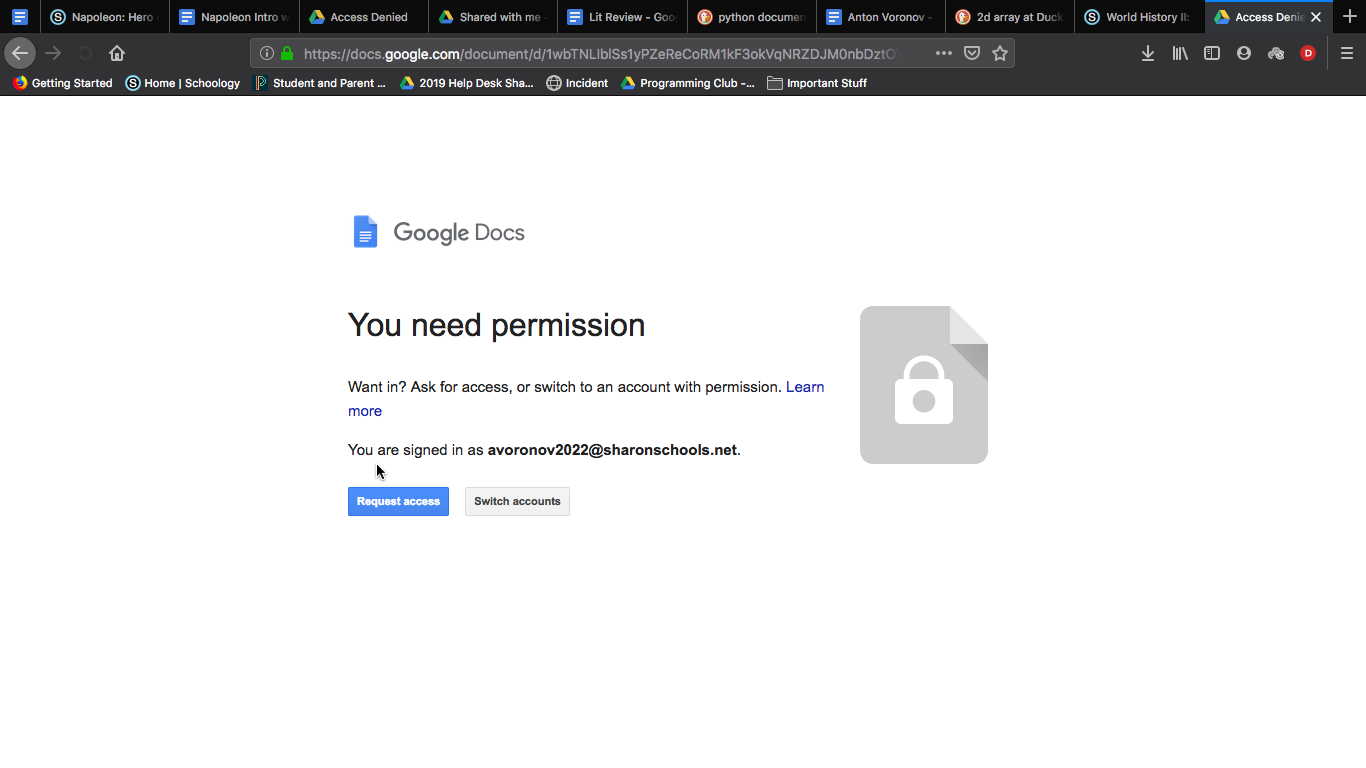 Napoleon: Hero
Napoleon Intro w
Access Denied
Shared with me -
Lit Review - Goo
python documen
Anton Voronov -
2d array at Duck
World History II:
Access Denie
https://docs.google.com/document/d/
Getting Started
Home | Schoology
Student and Parent ...
2019 Help Desk Sha...
Incident
Programming Club -...
Important Stuff
Google Docs
You need permission
Want in? Ask for access, or switch to an account with permission. Learn
more
You are signed in as avoronov2022@sharonschools.net.
Request access
Switch accounts
D